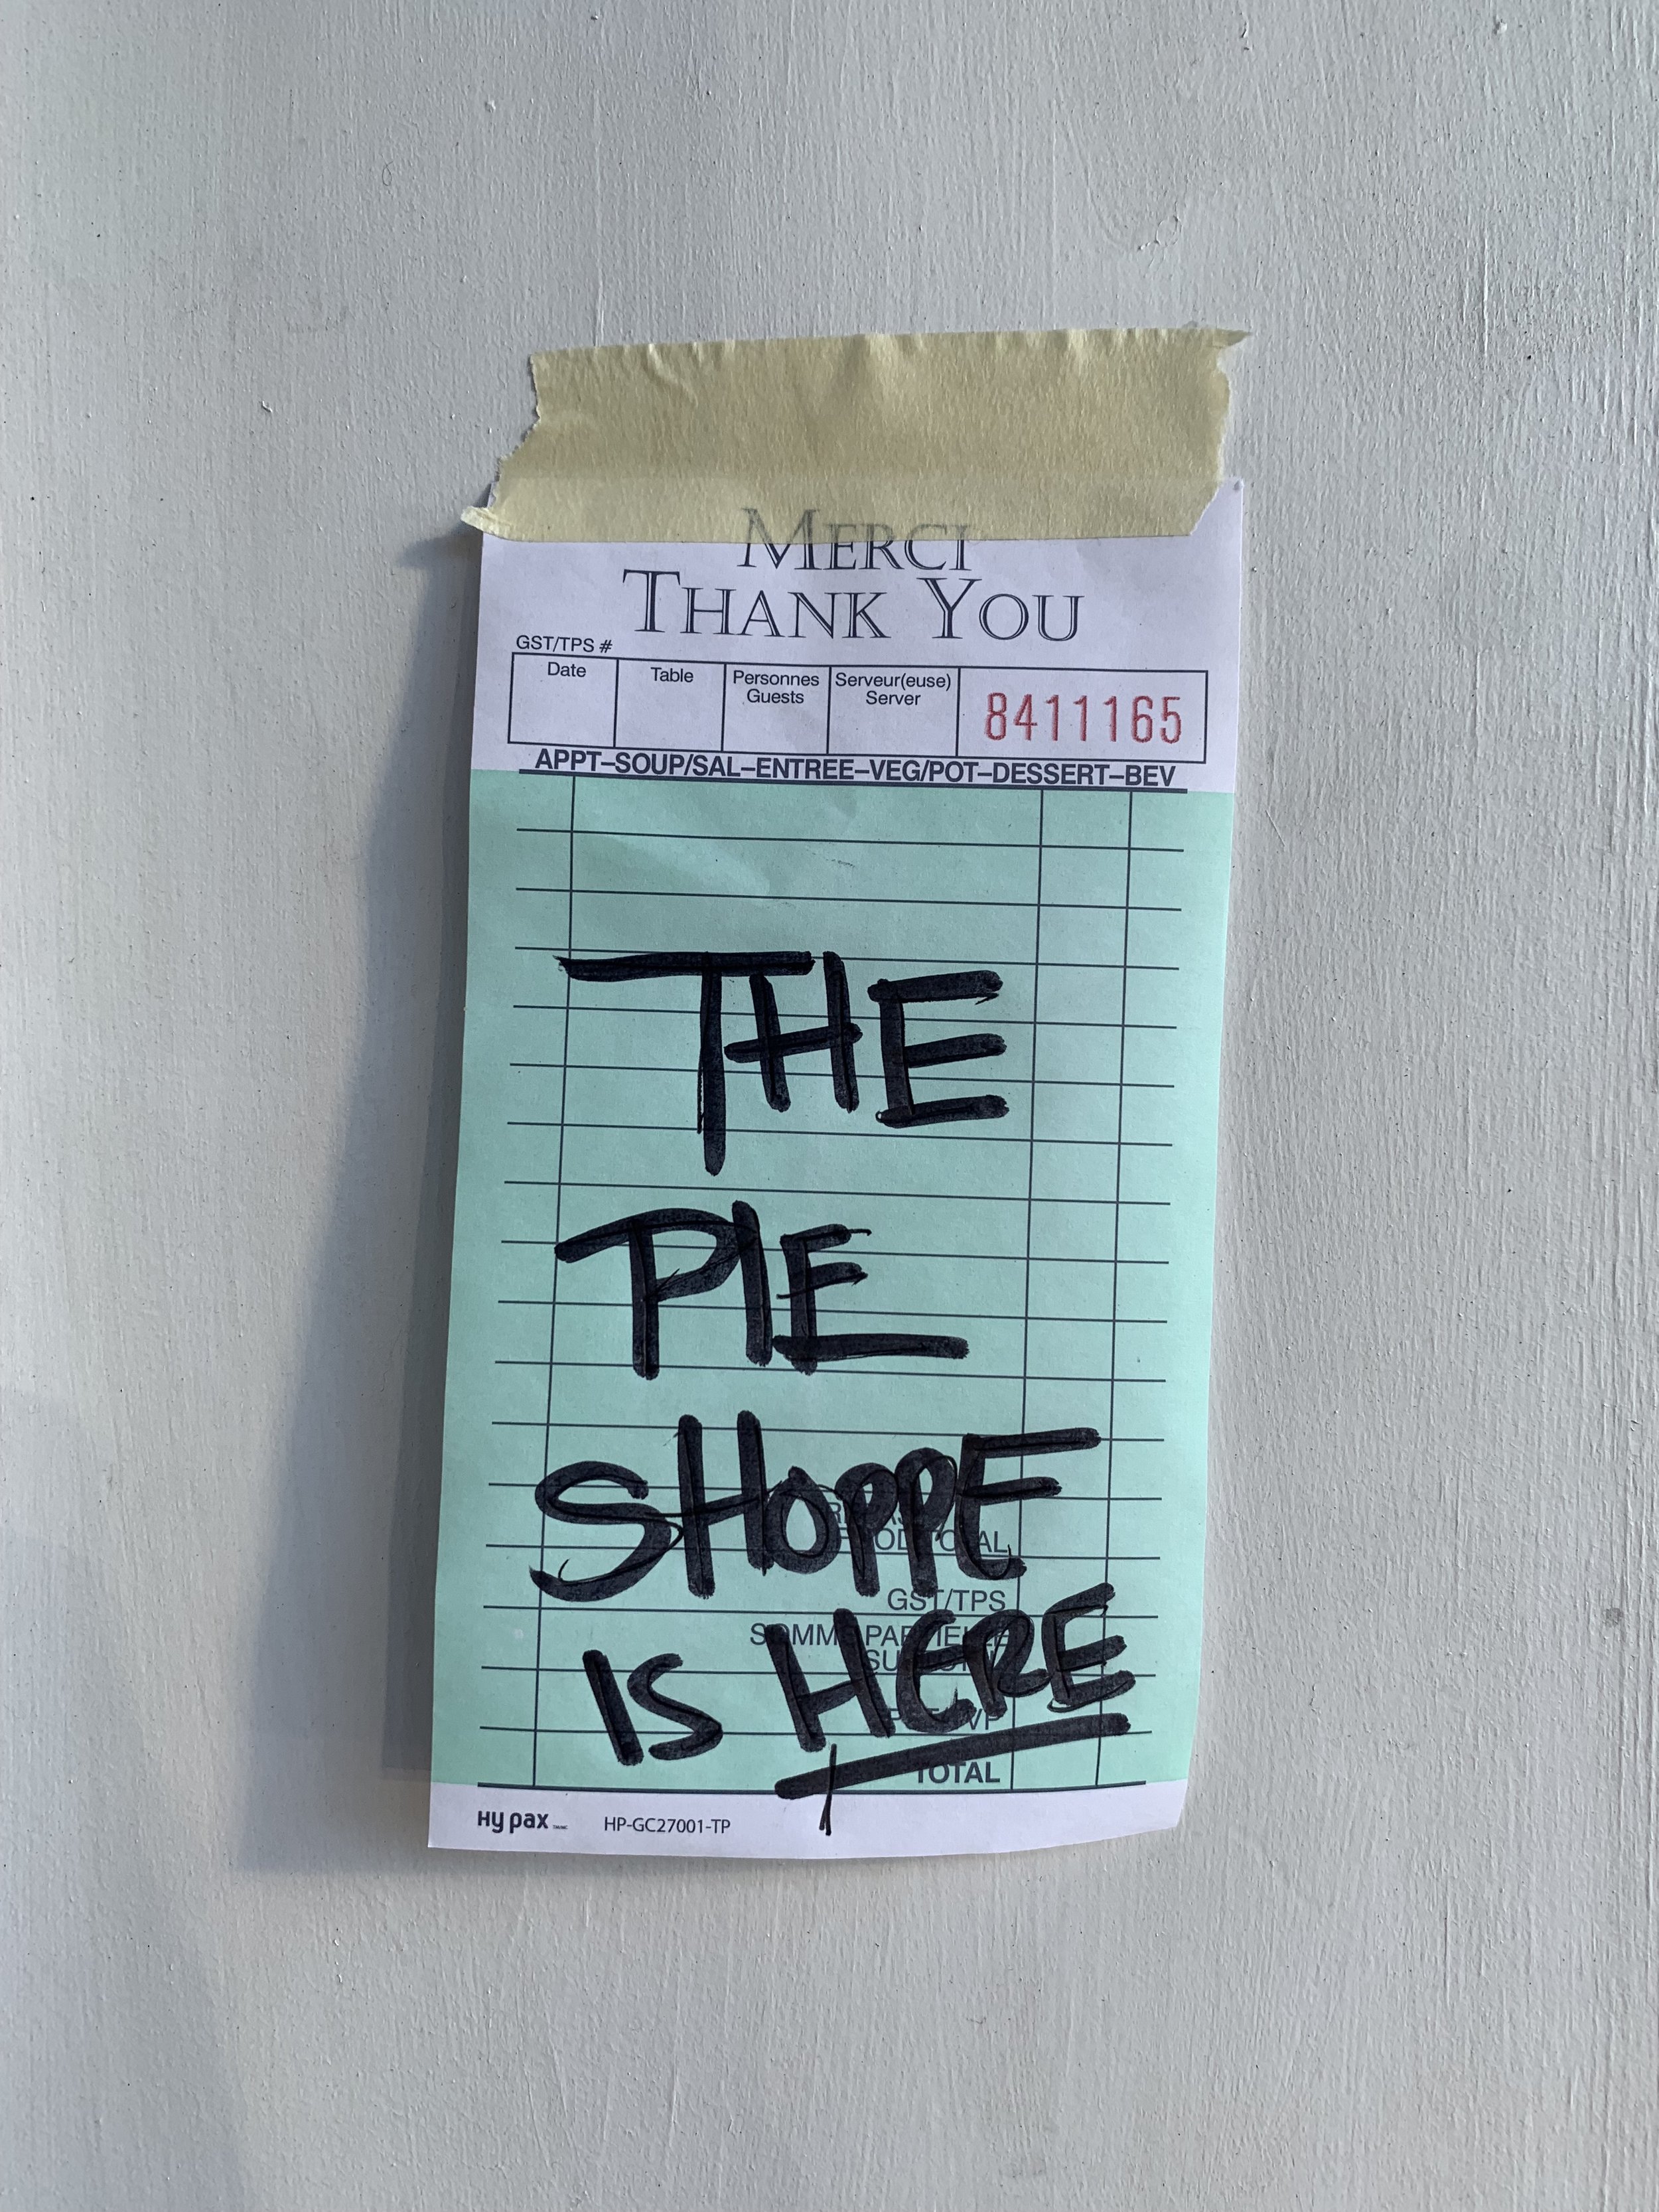 MERCI
THANK YOU
GST/TPS #
Date Table Personnes Guests Serveur(euse) Server 8411165
APPT–SOUP/SAL–ENTREE–VEG/POT–DESSERT–BEV
THE
PIE
SHOPPE
GST/TPS
IS HERE
TOTAL
Hy pax HP-GC27001-TP